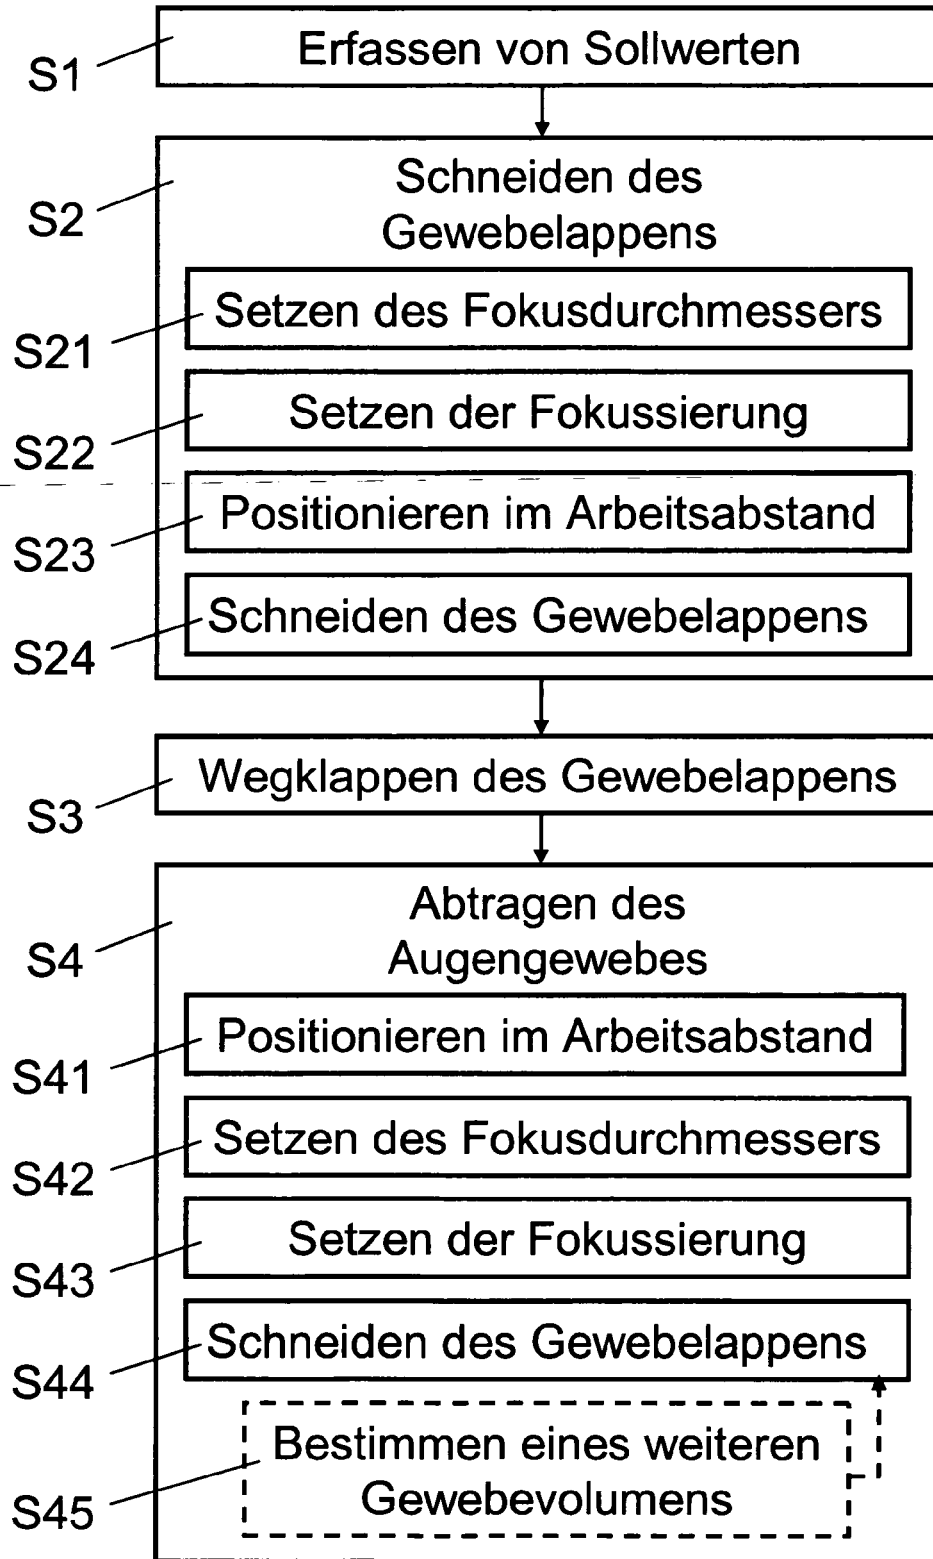 Erfassen von Sollwerten
S1
Schneiden des
Gewebelappens
S2
Setzen des Fokusdurchmessers
S21
Setzen der Fokussierung
S22
Positionieren im Arbeitsabstand
S23
Schneiden des Gewebelappens
S24
Wegklappen des Gewebelappens
S3
Abtragen des
Augengewebes
S4
Positionieren im Arbeitsabstand
S41
Setzen des Fokusdurchmessers
S42
Setzen der Fokussierung
S43
Schneiden des Gewebelappens
S44
Bestimmen eines weiteren
Gewebevolumens
S45